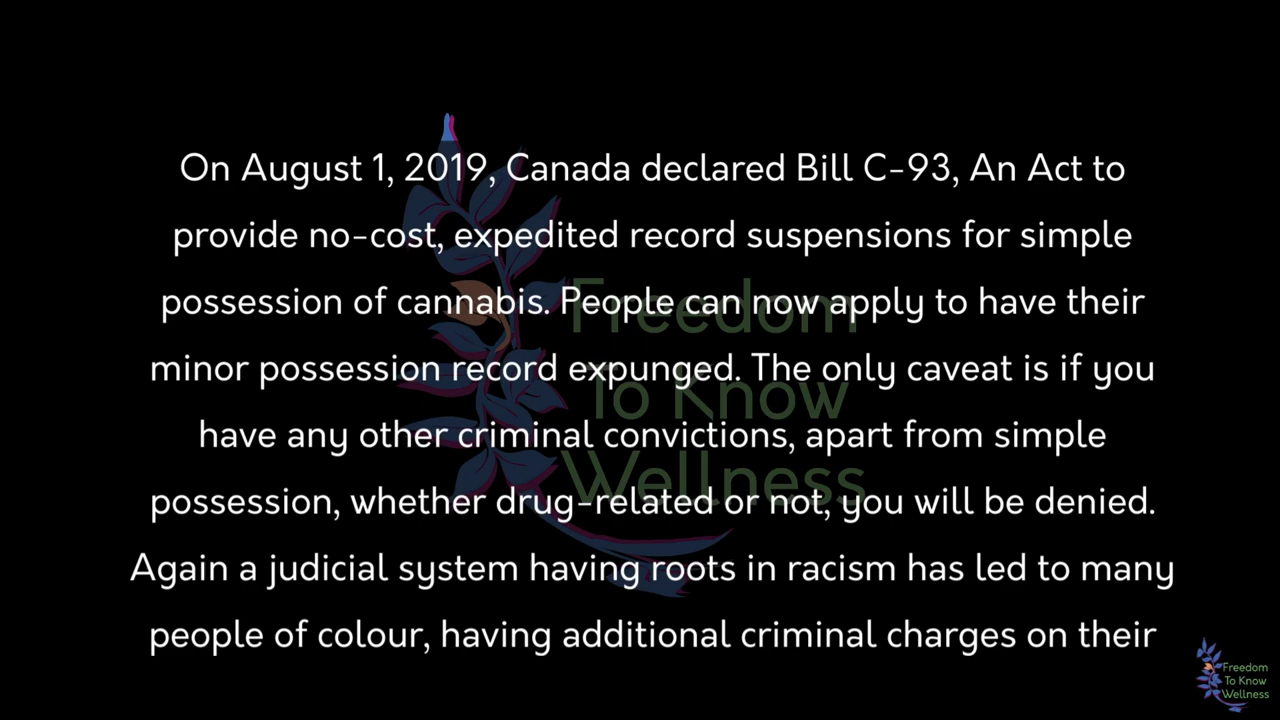 On August 1, 2019, Canada declared Bill C-93, An Act to
provide no-cost, expedited record suspensions for simple
possession of cannabis. People can now apply to have their
minor possession record expunged. The only caveat is if you
have any other criminal convictions, apart from simple
possession, whether drug-related or not, you will be denied.
Again a judicial system having roots in racism has led to many
people of colour, having additional criminal charges on their
Freedom
To Know
Wellness
Freedom
To Know
Wellness